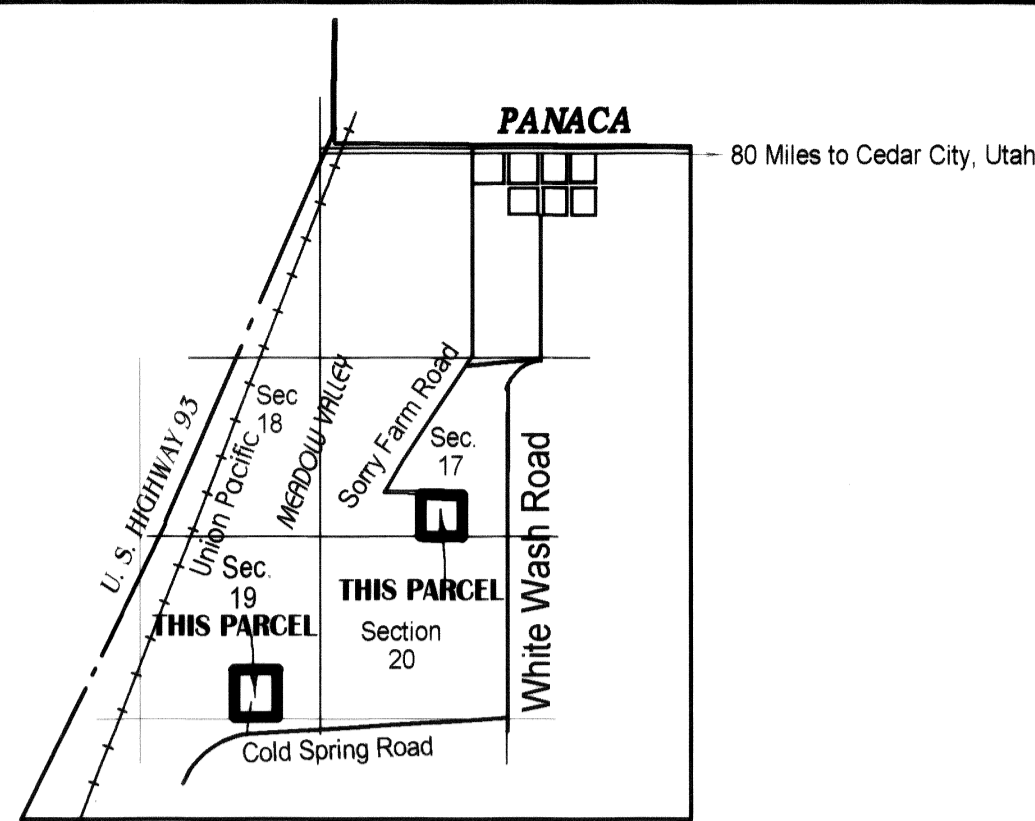 PANACA
80 Miles to Cedar City, Utah
U. S. HIGHWAY 93
Union Pacific
Sec
18
MEADOW VALLEY
Sorry Farm Road
Sec.
17
White Wash Road
Sec.
19
THIS PARCEL
THIS PARCEL
Section
20
Cold Spring Road